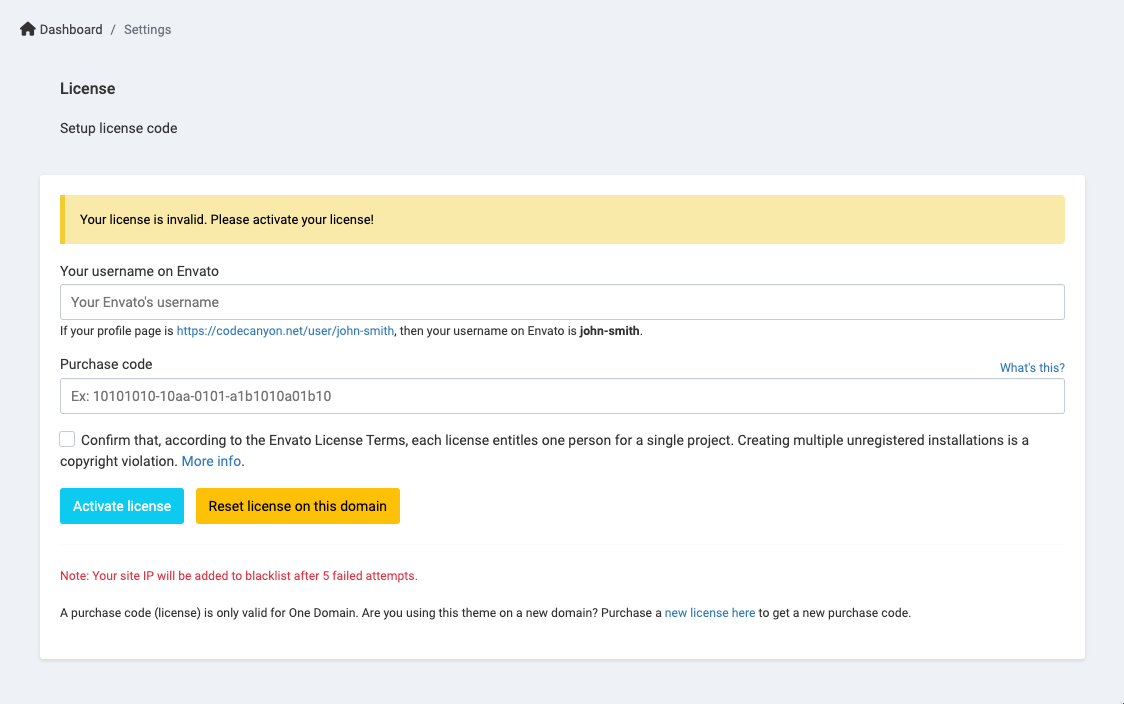 Dashboard / Settings
License
Setup license code
Your license is invalid. Please activate your license!
Your username on Envato
Your Envato's username
If your profile page is https://codecanyon.net/user/john-smith, then your username on Envato is john-smith.
Purchase code
What's this?
Ex: 10101010-10aa-0101-a1b1010a01b10
Confirm that, according to the Envato License Terms, each license entitles one person for a single project. Creating multiple unregistered installations is a
copyright violation. More info.
Activate license
Reset license on this domain
Note: Your site IP will be added to blacklist after 5 failed attempts.
A purchase code (license) is only valid for One Domain. Are you using this theme on a new domain? Purchase a new license here to get a new purchase code.